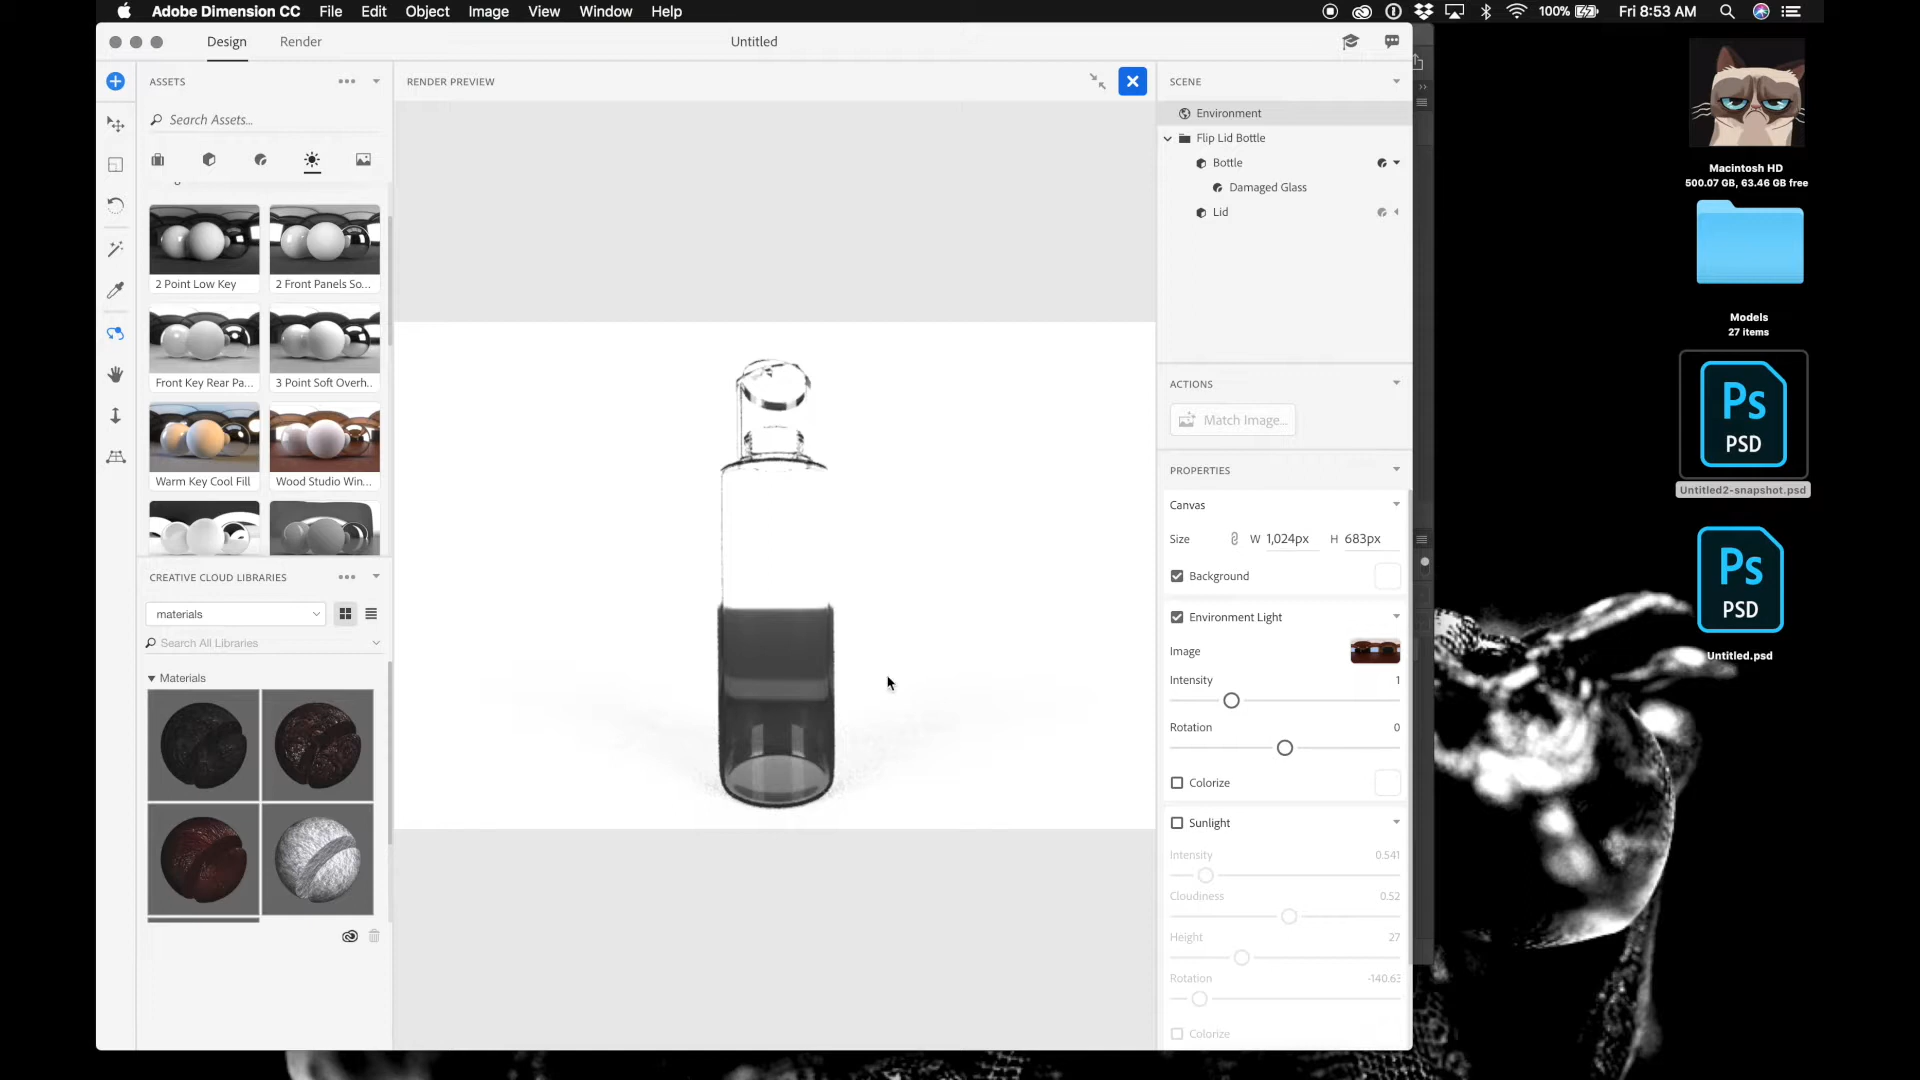 Adobe Dimension CC File Edit Object Image View Window Help 100% Fri 8:53 AM
Design Render Untitled
ASSETS
Search Assets...
2 Point Low Key
2 Front Panels So...
Front Key Rear Pa...
3 Point Soft Overh...
Warm Key Cool Fill
Wood Studio Win...
CREATIVE CLOUD LIBRARIES
materials
Search All Libraries
Materials
RENDER PREVIEW
SCENE
Environment
Flip Lid Bottle
Bottle
Damaged Glass
Lid
ACTIONS
Match Image...
PROPERTIES
Canvas
Size W 1,024px H 683px
Background
Environment Light
Image
Intensity 1
Rotation 0
Colorize
Sunlight
Intensity 0.541
Cloudiness 0.52
Height 27
Rotation -140.63
Colorize
Macintosh HD
500.07 GB, 63.46 GB free
Models
27 items
Ps
PSD
Untitled2-snapshot.psd
Ps
PSD
Untitled.psd